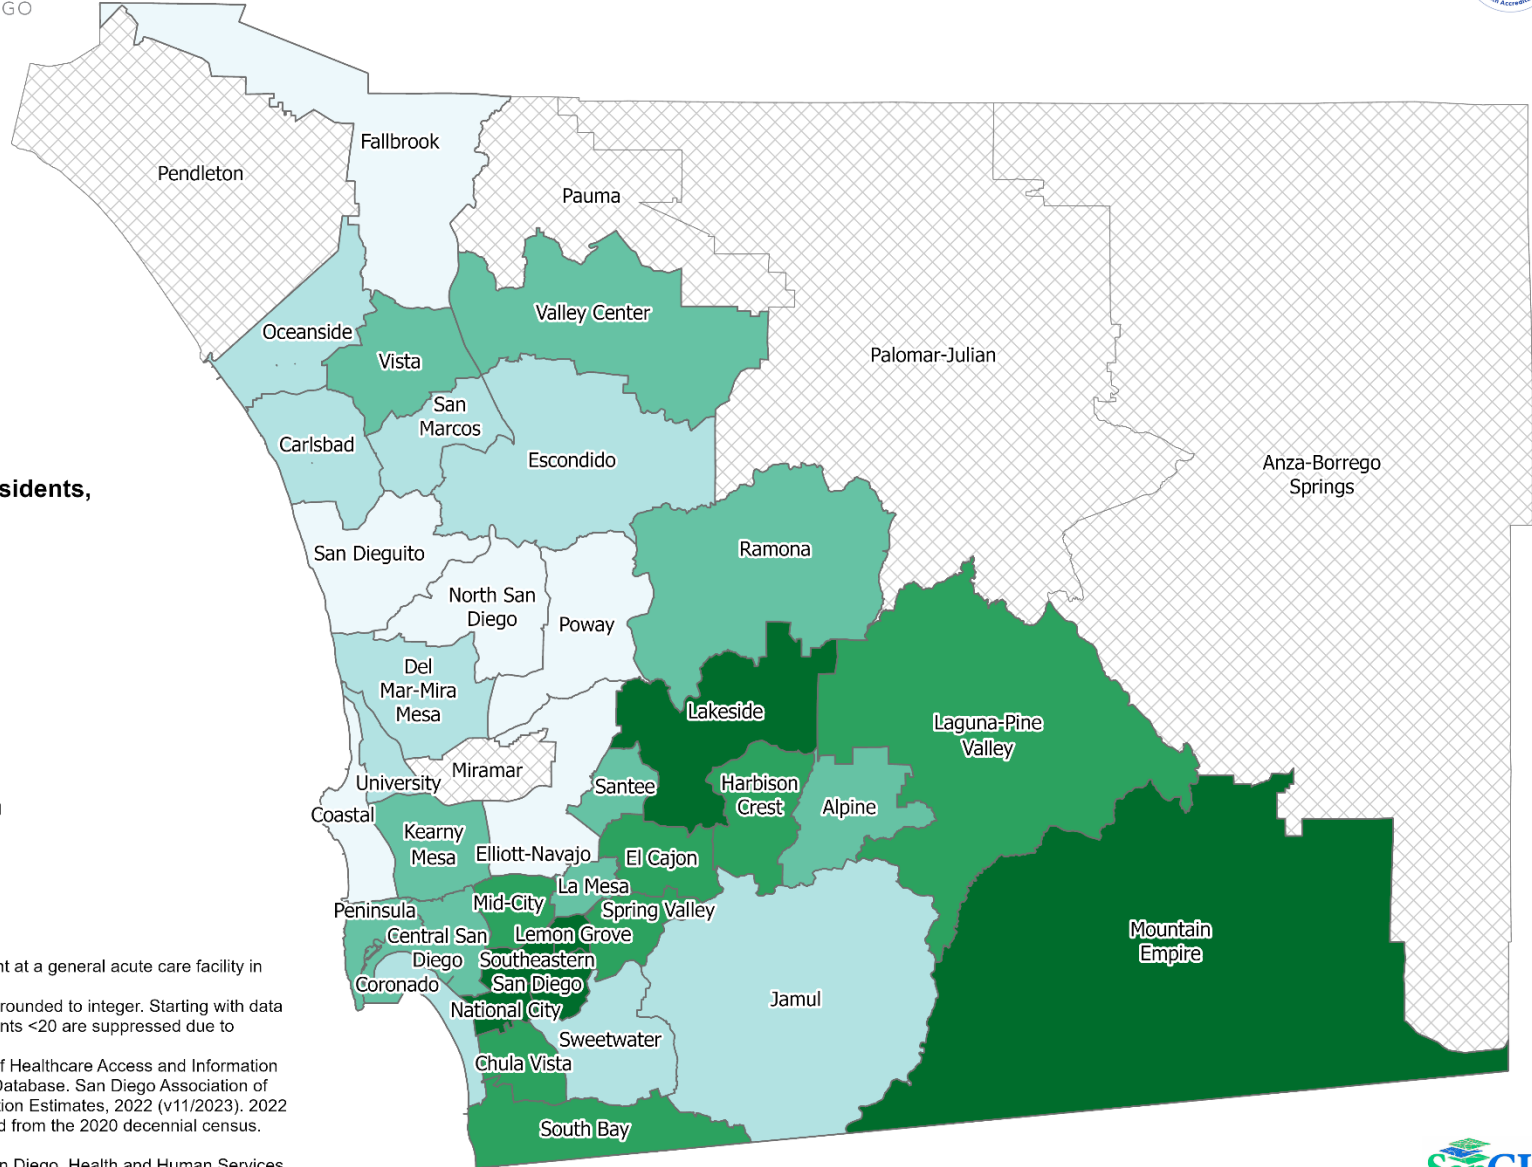 GO
Fallbrook
Pendleton
Pauma
Valley Center
Oceanside
Vista
Palomar-Julian
San
Marcos
Carlsbad
Escondido
Anza-Borrego
Springs
sidents,
San Dieguito
Ramona
North San
Diego
Poway
Del
Mar-Mira
Mesa
Lakeside
Laguna-Pine
Valley
Miramar
University
Santee
Harbison
Crest
Alpine
Coastal
Kearny
Mesa
Elliott-Navajo
El Cajon
La Mesa
Mid-City
Peninsula
Spring Valley
Central San
Diego
Lemon Grove
Southeastern
San Diego
Mountain
Empire
Coronado
Jamul
National City
Sweetwater
Chula Vista
South Bay
nt at a general acute care facility in
rounded to integer. Starting with data
nts <20 are suppressed due to
f Healthcare Access and Information
Database. San Diego Association of
tion Estimates, 2022 (v11/2023). 2022
d from the 2020 decennial census.
n Diego, Health and Human Services